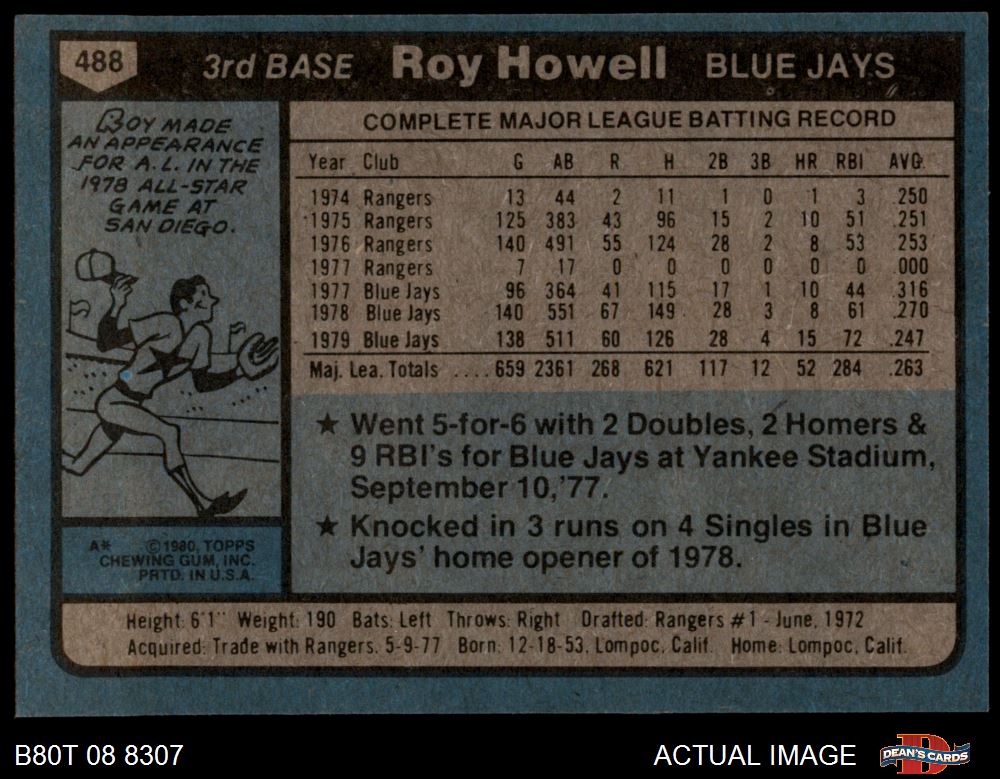 488 3rd BASE Roy Howell BLUE JAYS
ROY MADE
AN APPEARANCE
FOR A.L. IN THE
1978 ALL-STAR
GAME AT
SAN DIEGO.
COMPLETE MAJOR LEAGUE BATTING RECORD
Year Club G AB R H 2B 3B HR RBI AVG.
1974 Rangers 13 44 2 11 1 0 1 3 .250
1975 Rangers 125 383 43 96 15 2 10 51 .251
1976 Rangers 140 491 55 124 28 2 8 53 .253
1977 Rangers 7 17 0 0 0 0 0 0 .000
1977 Blue Jays 96 364 41 115 17 1 10 44 .316
1978 Blue Jays 140 551 67 149 28 3 8 61 .270
1979 Blue Jays 138 511 60 126 28 4 15 72 .247
Maj. Lea. Totals ....659 2361 268 621 117 12 52 284 .263
★ Went 5-for-6 with 2 Doubles, 2 Homers &
9 RBI's for Blue Jays at Yankee Stadium,
September 10,'77.
★ Knocked in 3 runs on 4 Singles in Blue
Jays' home opener of 1978.
A* ©1980, TOPPS
CHEWING GUM, INC.
PRTD. IN U.S.A.
Height: 6'1" Weight: 190 Bats: Left Throws: Right Drafted: Rangers #1 - June, 1972
Acquired: Trade with Rangers, 5-9-77 Born: 12-18-53, Lompoc, Calif. Home: Lompoc, Calif.
B80T 08 8307 ACTUAL IMAGE DEAN'S CARDS